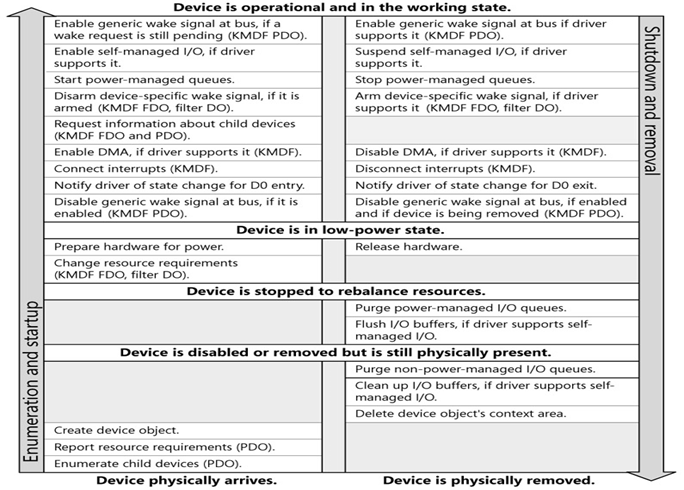 Device is operational and in the working state.
Enable generic wake signal at bus, if a
wake request is still pending (KMDF PDO).
Enable generic wake signal at bus if driver
supports it (KMDF PDO).
Enable self-managed I/O, if driver
supports it.
Suspend self-managed I/O, if driver
supports it.
Start power-managed queues.
Stop power-managed queues.
Disarm device-specific wake signal, if it is
armed (KMDF FDO, filter DO).
Arm device-specific wake signal, if driver
supports it (KMDF FDO, filter DO).
Request information about child devices
(KMDF FDO and PDO).
Enable DMA, if driver supports it (KMDF).
Disable DMA, if driver supports it (KMDF).
Connect interrupts (KMDF).
Disconnect interrupts (KMDF).
Notify driver of state change for D0 entry.
Notify driver of state change for D0 exit.
Disable generic wake signal at bus, if it is
enabled (KMDF PDO).
Disable generic wake signal at bus, if enabled
and if device is being removed (KMDF PDO).
Device is in low-power state.
Prepare hardware for power.
Release hardware.
Change resource requirements
(KMDF FDO, filter DO).
Device is stopped to rebalance resources.
Purge power-managed I/O queues.
Flush I/O buffers, if driver supports self-
managed I/O.
Device is disabled or removed but is still physically present.
Purge non-power-managed I/O queues.
Clean up I/O buffers, if driver supports self-
managed I/O.
Delete device object's context area.
Create device object.
Report resource requirements (PDO).
Enumerate child devices (PDO).
Device physically arrives.
Device is physically removed.
Enumeration and startup
Shutdown and removal